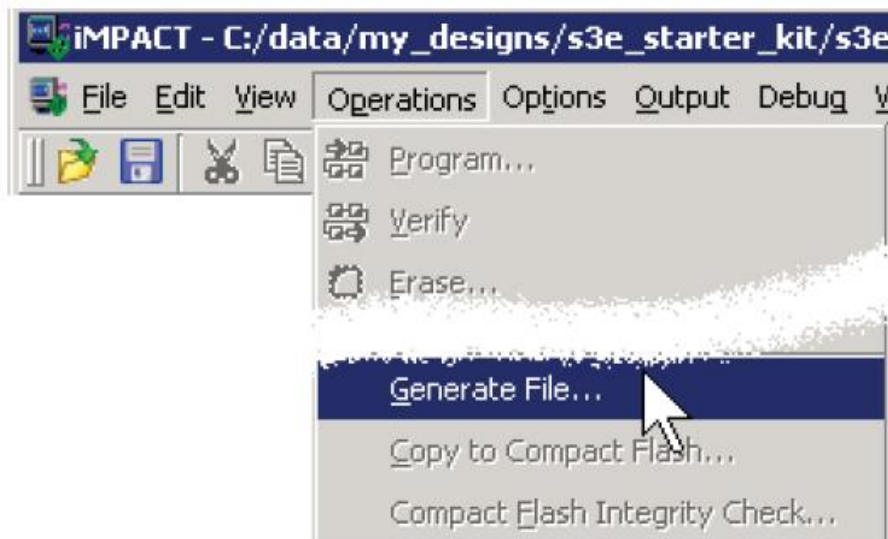 iMPACT - C:/data/my_designs/s3e_starter_kit/s3e
File Edit View Operations Options Output Debug
Program...
Verify
Erase...
Generate File...
Copy to Compact Flash...
Compact Flash Integrity Check...